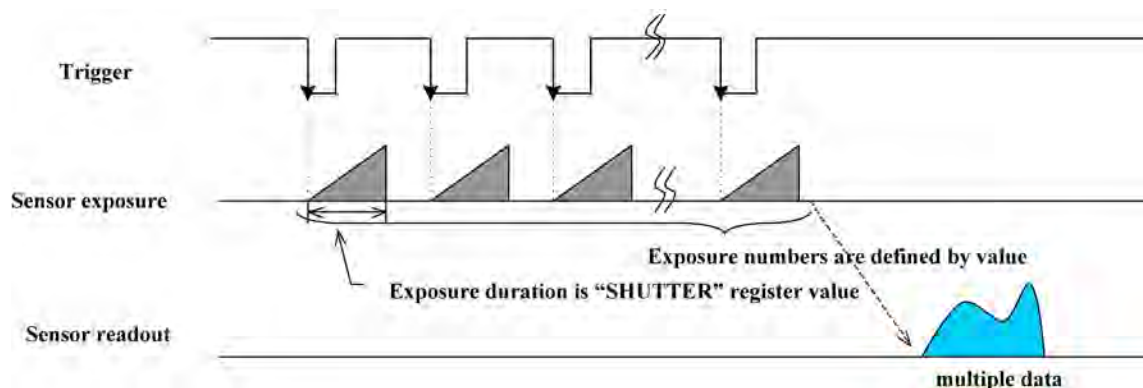 Trigger
Sensor exposure
Exposure numbers are defined by value
Exposure duration is “SHUTTER” register value
Sensor readout
multiple data